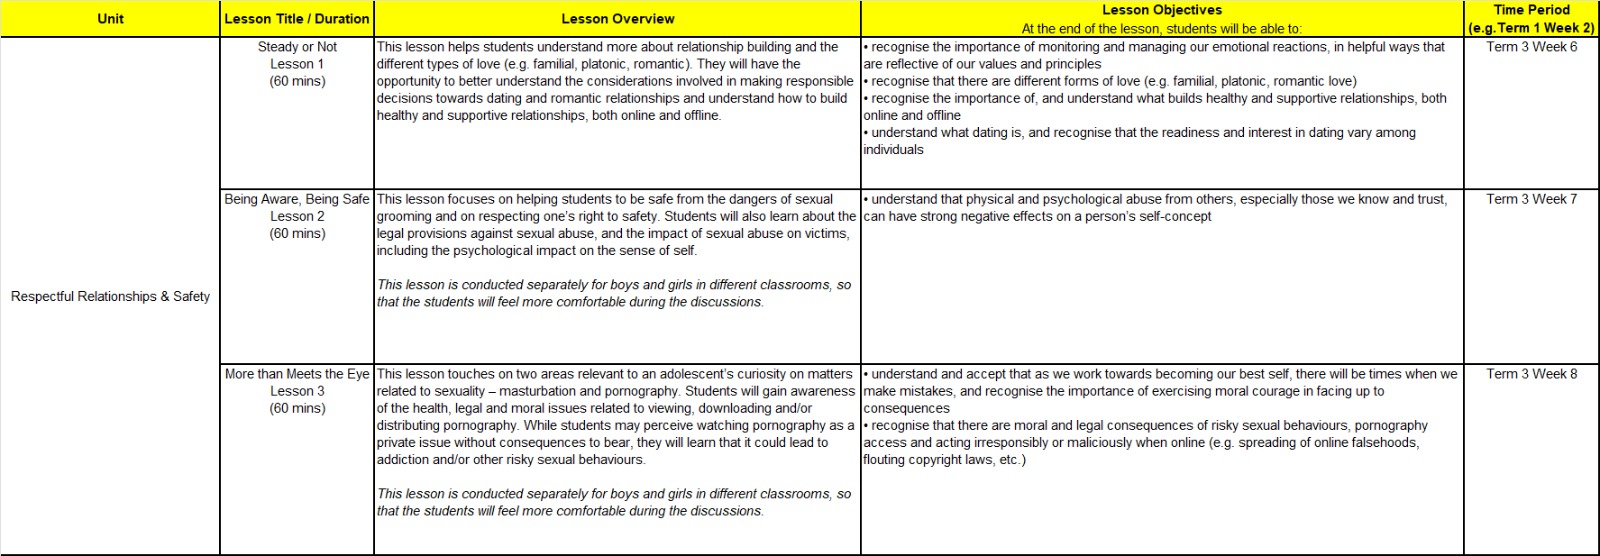 Unit
Lesson Title / Duration
Lesson Overview
Lesson Objectives
At the end of the lesson, students will be able to:
Time Period
(e.g.Term 1 Week 2)
Respectful Relationships & Safety
Steady or Not
Lesson 1
(60 mins)
This lesson helps students understand more about relationship building and the
different types of love (e.g. familial, platonic, romantic). They will have the
opportunity to better understand the considerations involved in making responsible
decisions towards dating and romantic relationships and understand how to build
healthy and supportive relationships, both online and offline.
• recognise the importance of monitoring and managing our emotional reactions, in helpful ways that
are reflective of our values and principles
• recognise that there are different forms of love (e.g. familial, platonic, romantic love)
• recognise the importance of, and understand what builds healthy and supportive relationships, both
online and offline
• understand what dating is, and recognise that the readiness and interest in dating vary among
individuals
Term 3 Week 6
Being Aware, Being Safe
Lesson 2
(60 mins)
This lesson focuses on helping students to be safe from the dangers of sexual
grooming and on respecting one's right to safety. Students will also learn about the
legal provisions against sexual abuse, and the impact of sexual abuse on victims,
including the psychological impact on the sense of self.
This lesson is conducted separately for boys and girls in different classrooms, so
that the students will feel more comfortable during the discussions.
• understand that physical and psychological abuse from others, especially those we know and trust,
can have strong negative effects on a person's self-concept
Term 3 Week 7
More than Meets the Eye
Lesson 3
(60 mins)
This lesson touches on two areas relevant to an adolescent's curiosity on matters
related to sexuality – masturbation and pornography. Students will gain awareness
of the health, legal and moral issues related to viewing, downloading and/or
distributing pornography. While students may perceive watching pornography as a
private issue without consequences to bear, they will learn that it could lead to
addiction and/or other risky sexual behaviours.
This lesson is conducted separately for boys and girls in different classrooms, so
that the students will feel more comfortable during the discussions.
• understand and accept that as we work towards becoming our best self, there will be times when we
make mistakes, and recognise the importance of exercising moral courage in facing up to
consequences
• recognise that there are moral and legal consequences of risky sexual behaviours, pornography
access and acting irresponsibly or maliciously when online (e.g. spreading of online falsehoods,
flouting copyright laws, etc.)
Term 3 Week 8